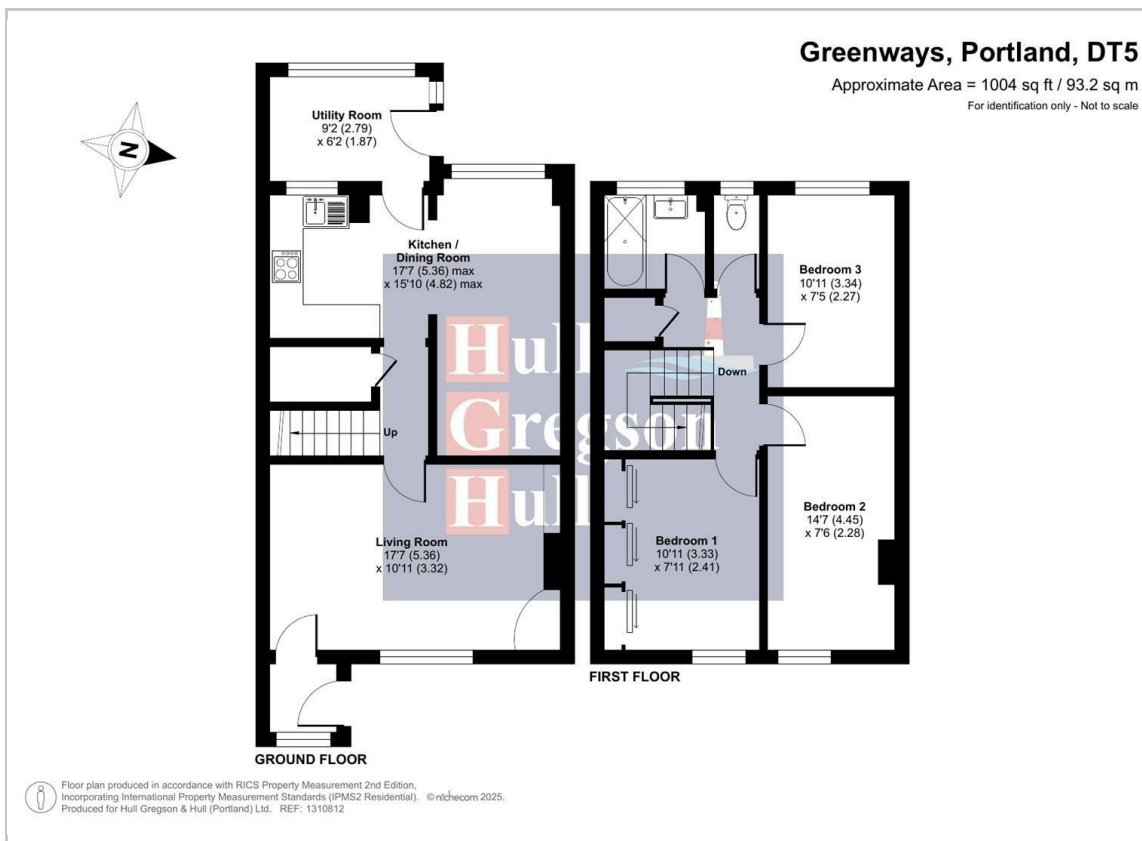 Greenways, Portland, DT5
Approximate Area = 1004 sq ft / 93.2 sq m
For identification only - Not to scale
N
Utility Room
9'2 (2.79)
x 6'2 (1.87)
Kitchen /
Dining Room
17'7 (5.36) max
x 15'10 (4.82) max
Up
Living Room
17'7 (5.36)
x 10'11 (3.32)
GROUND FLOOR
Bedroom 3
10'11 (3.34)
x 7'5 (2.27)
Down
Bedroom 2
14'7 (4.45)
x 7'6 (2.28)
Bedroom 1
10'11 (3.33)
x 7'11 (2.41)
FIRST FLOOR
Hull
Gregson
Hull
Floor plan produced in accordance with RICS Property Measurement 2nd Edition,
Incorporating International Property Measurement Standards (IPMS2 Residential). ©nichecom 2025.
Produced for Hull Gregson & Hull (Portland) Ltd. REF: 1310812